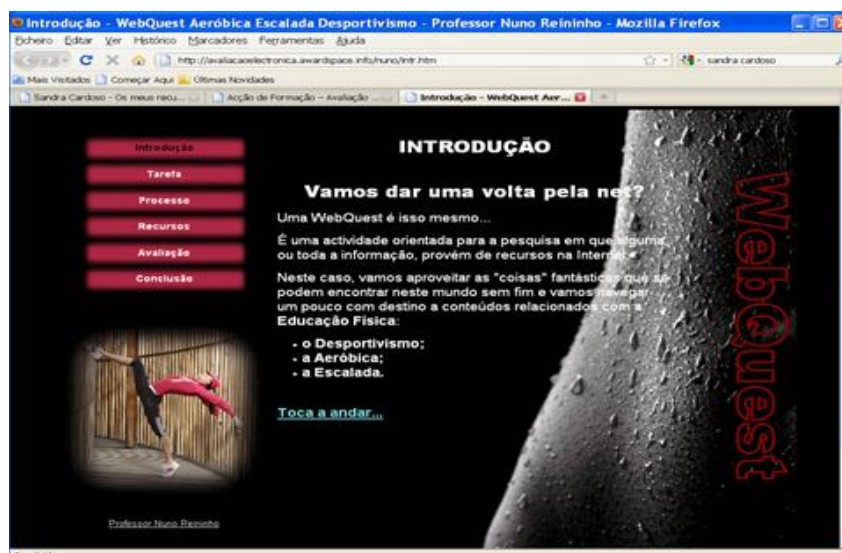 Introdução - WebQuest Aeróbica Escalada Desportivismo - Professor Nuno Reininho - Mozilla Firefox
Ficheiro Editar Ver Histórico Marcadores Ferramentas Ajuda
http://avaliacaoelectronica.awardspace.info/nuno/intr.htm
sandra cardoso
Mais Visitados Começar Aqui Últimas Novidades
Sandra Cardoso - Os meus recu...
Acção de Formação – Avaliação ...
Introdução - WebQuest Aer...
Introdução
Tarefa
Processo
Recursos
Avaliação
Conclusão
Professor Nuno Reininho
INTRODUÇÃO
Vamos dar uma volta pela net?
Uma WebQuest é isso mesmo...
É uma actividade orientada para a pesquisa em que alguma
ou toda a informação, provém de recursos na Internet.
Neste caso, vamos aproveitar as "coisas" fantásticas que se
podem encontrar neste mundo sem fim e vamos navegar
um pouco com destino a conteúdos relacionados com a
Educação Física:
- o Desportivismo;
- a Aeróbica;
- a Escalada.
Toca a andar...
WebQuest